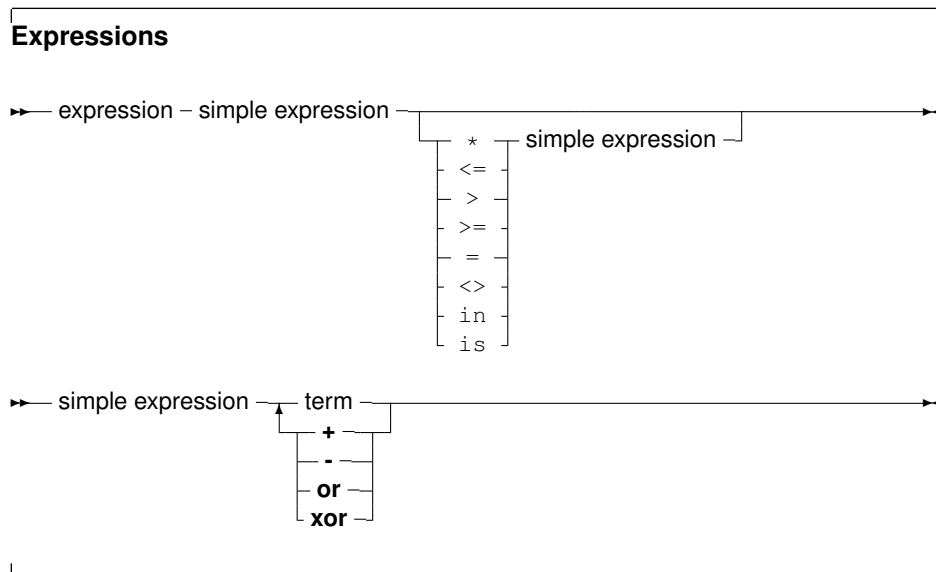 Expressions
expression simple expression
* simple expression
<=
>
>=
=
<>
in
is
simple expression term
+
-
or
xor